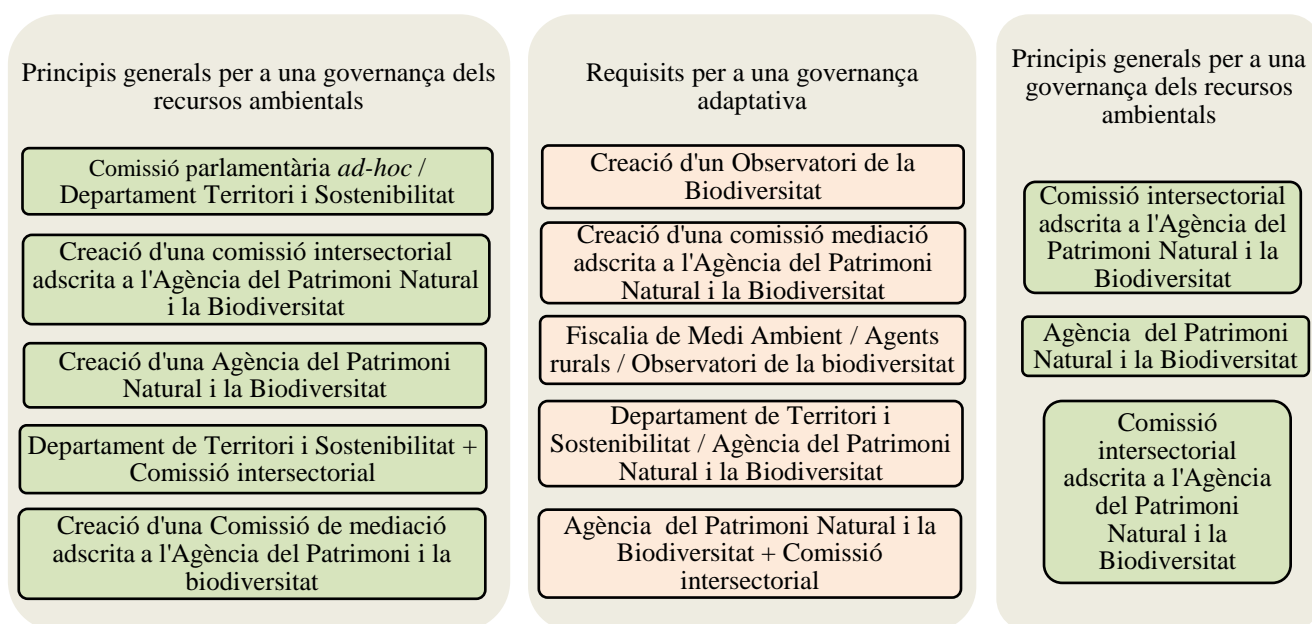 Principis generals per a una governança dels
recursos ambientals
Comissió parlamentària ad-hoc /
Departament Territori i Sostenibilitat
Creació d'una comissió intersectorial
adscrita a l'Agència del Patrimoni Natural
i la Biodiversitat
Creació d'una Agència del Patrimoni
Natural i la Biodiversitat
Departament de Territori i Sostenibilitat +
Comissió intersectorial
Creació d'una Comissió de mediació
adscrita a l'Agència del Patrimoni i la
biodiversitat
Requisits per a una governança
adaptativa
Creació d'un Observatori de la
Biodiversitat
Creació d'una comissió mediació
adscrita a l'Agència del Patrimoni
Natural i la Biodiversitat
Fiscalia de Medi Ambient / Agents
rurals / Observatori de la biodiversitat
Departament de Territori i
Sostenibilitat / Agència del Patrimoni
Natural i la Biodiversitat
Agència del Patrimoni Natural i la
Biodiversitat + Comissió
intersectorial
Principis generals per a una
governança dels recursos
ambientals
Comissió intersectorial
adscrita a l'Agència del
Patrimoni Natural i la
Biodiversitat
Agència del Patrimoni
Natural i la Biodiversitat
Comissió
intersectorial
adscrita a l'Agència
del Patrimoni
Natural i la
Biodiversitat